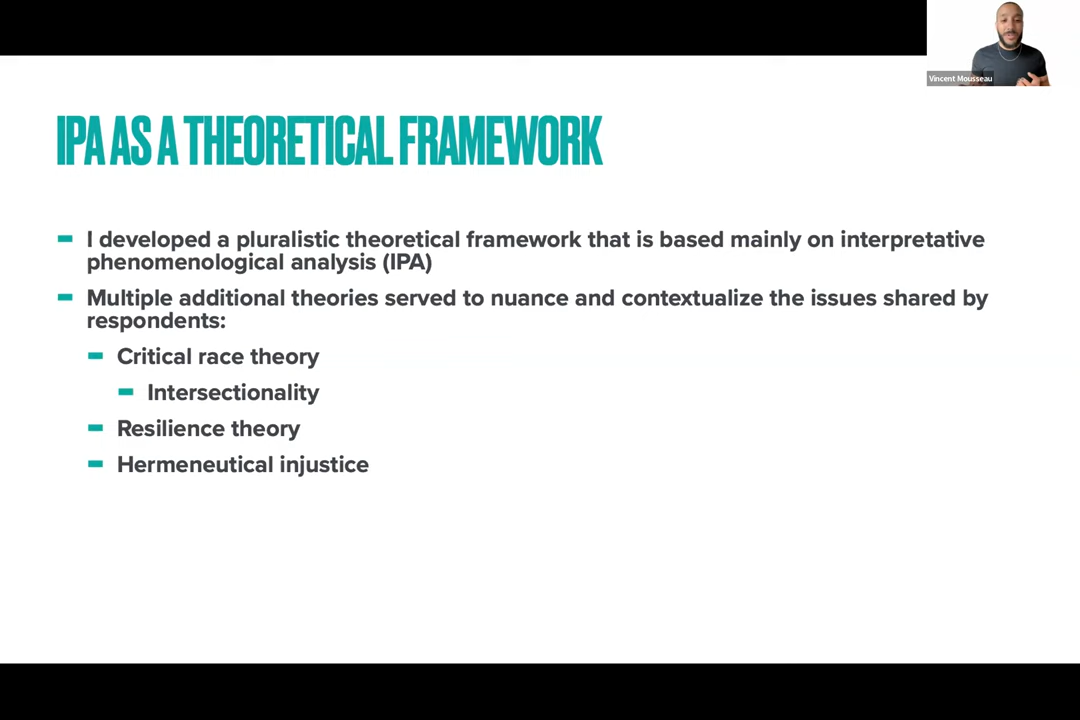 Vincent Mousseau
IPA AS A THEORETICAL FRAMEWORK
I developed a pluralistic theoretical framework that is based mainly on interpretative
phenomenological analysis (IPA)
Multiple additional theories served to nuance and contextualize the issues shared by
respondents:
Critical race theory
Intersectionality
Resilience theory
Hermeneutical injustice